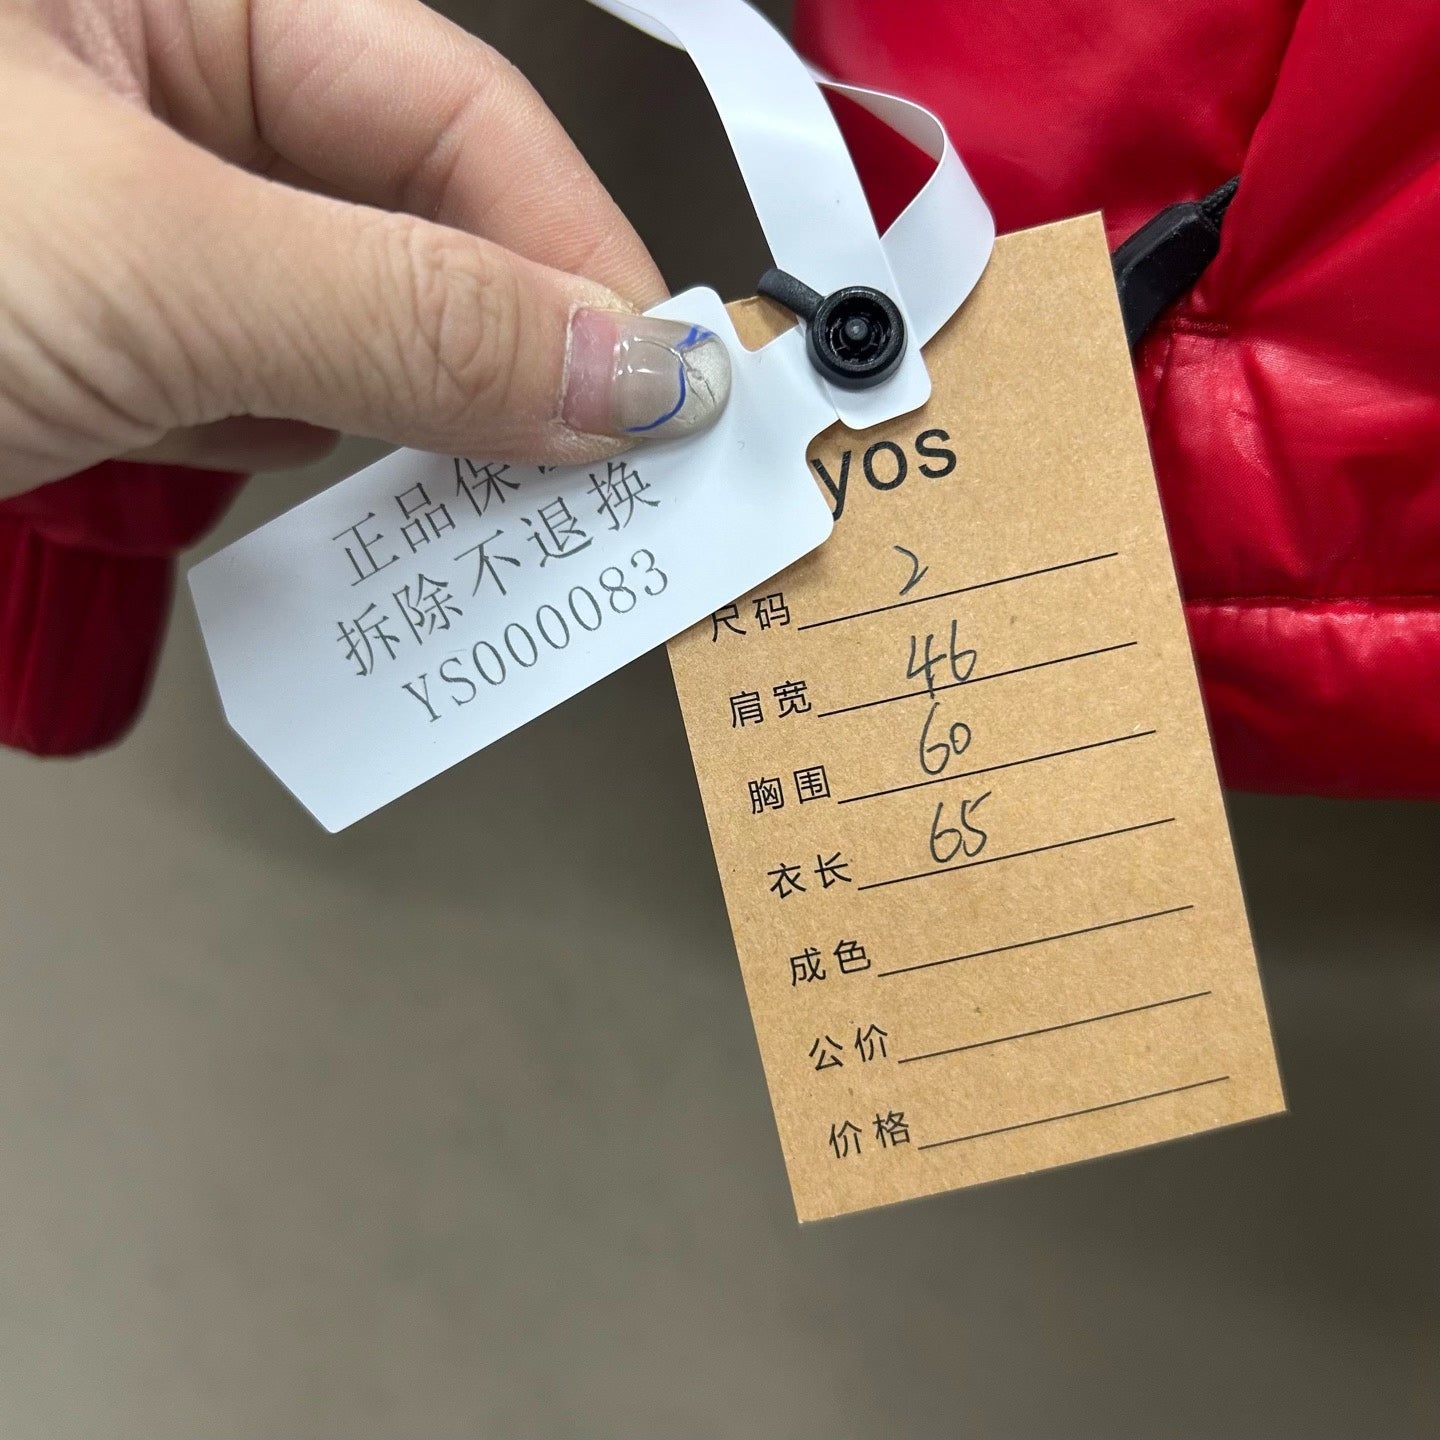 正品保
拆除不退换
YS000083
yos
尺码 2
肩宽 46
胸围 60
衣长 65
成色
公价
价格